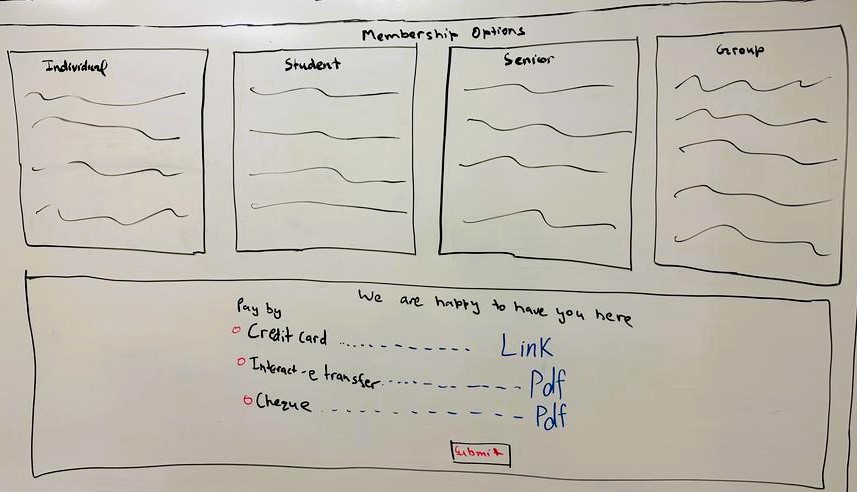 Membership Options
Individual
Student
Senior
Group
We are happy to have you here
Pay by
Credit card ............ Link
Interact-e transfer ............ Pdf
Cheque ............ Pdf
Submit